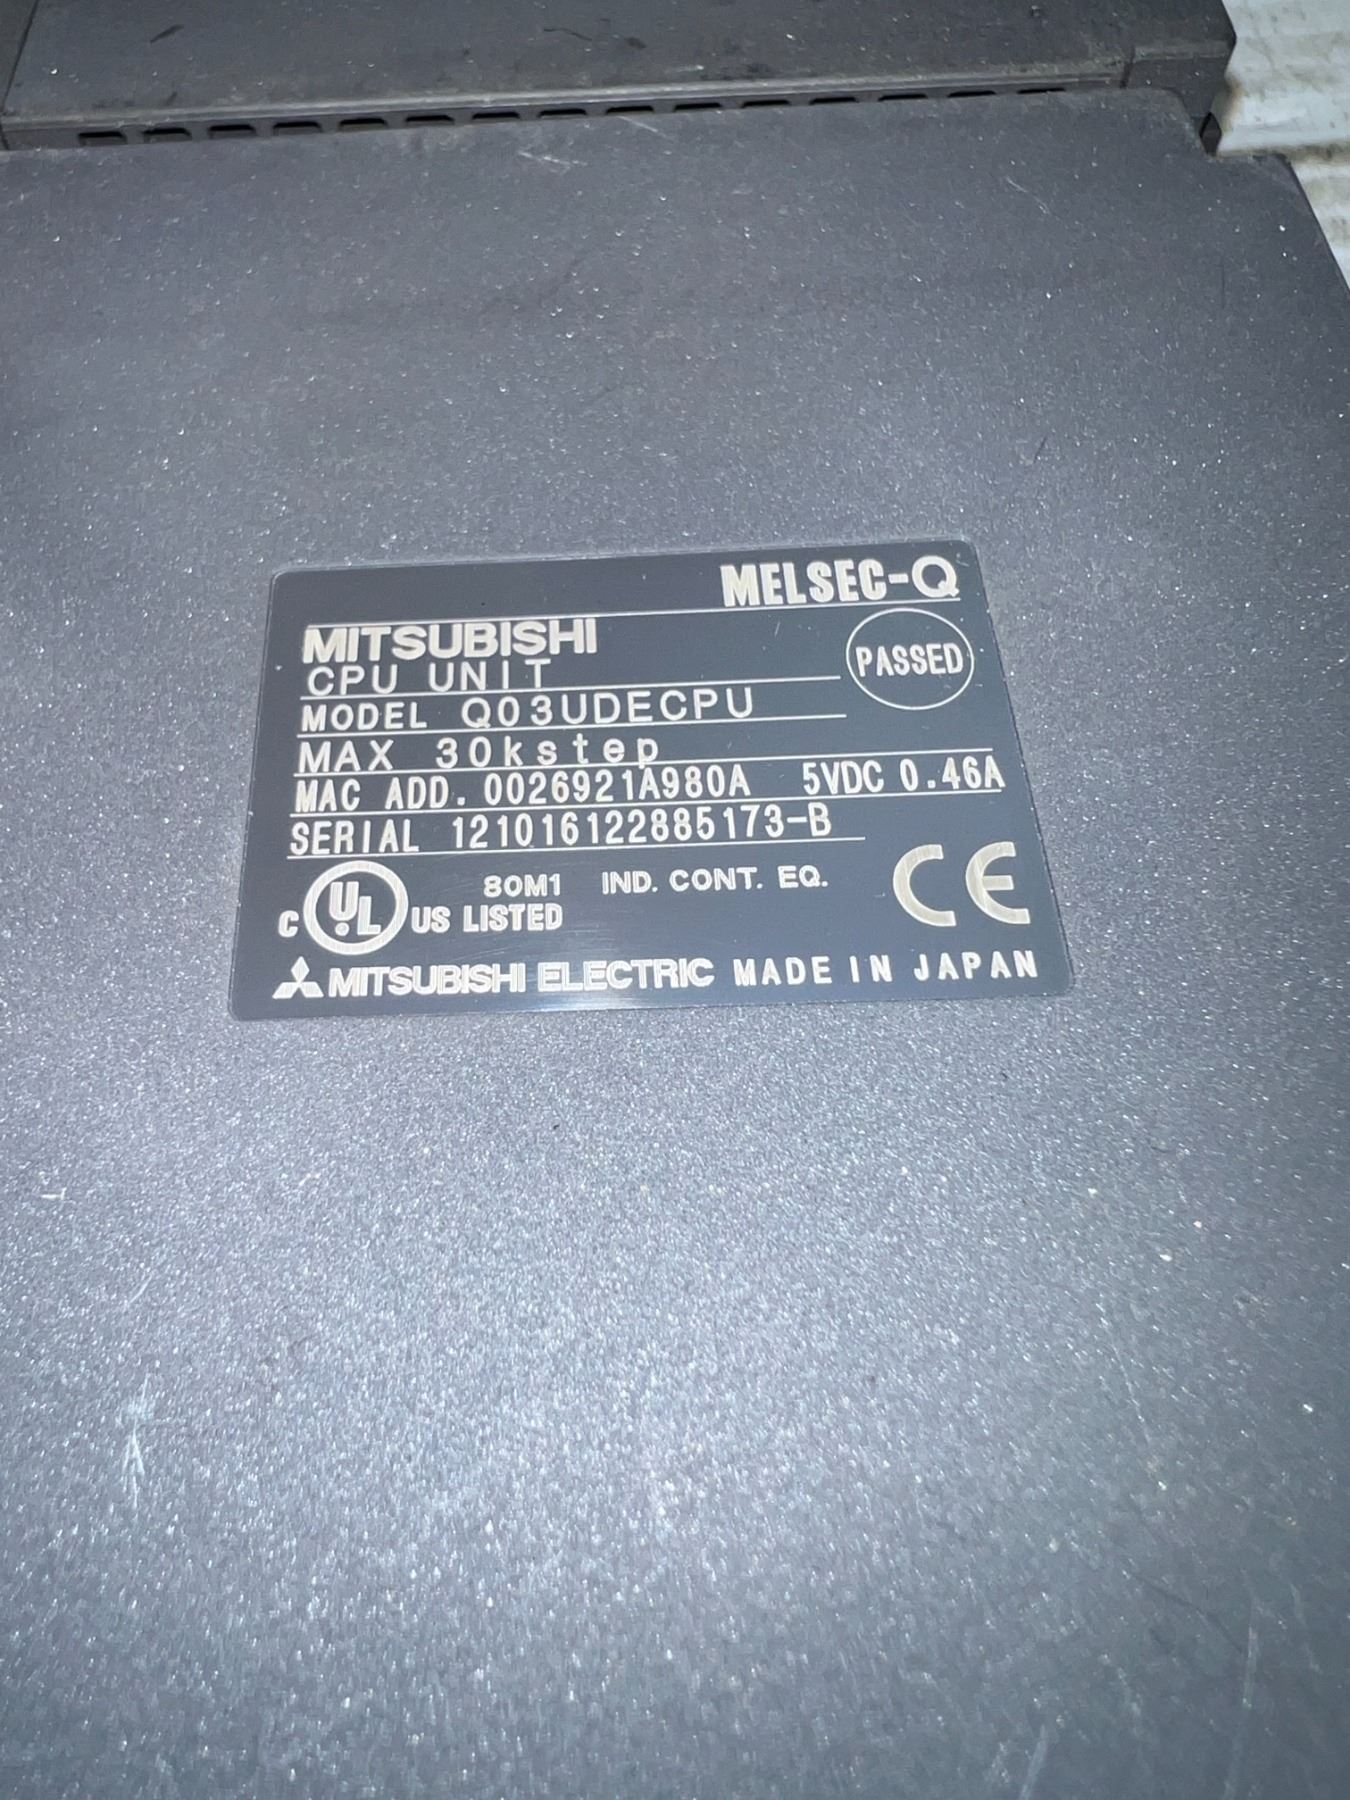 MELSEC-Q
MITSUBISHI
CPU UNIT
PASSED
MODEL Q03UDECPU
MAX 30kstep
MAC ADD. 0026921A980A 5VDC 0.46A
SERIAL 121016122885173-B
80M1 IND. CONT. EQ.
C UL US LISTED
CE
MITSUBISHI ELECTRIC MADE IN JAPAN